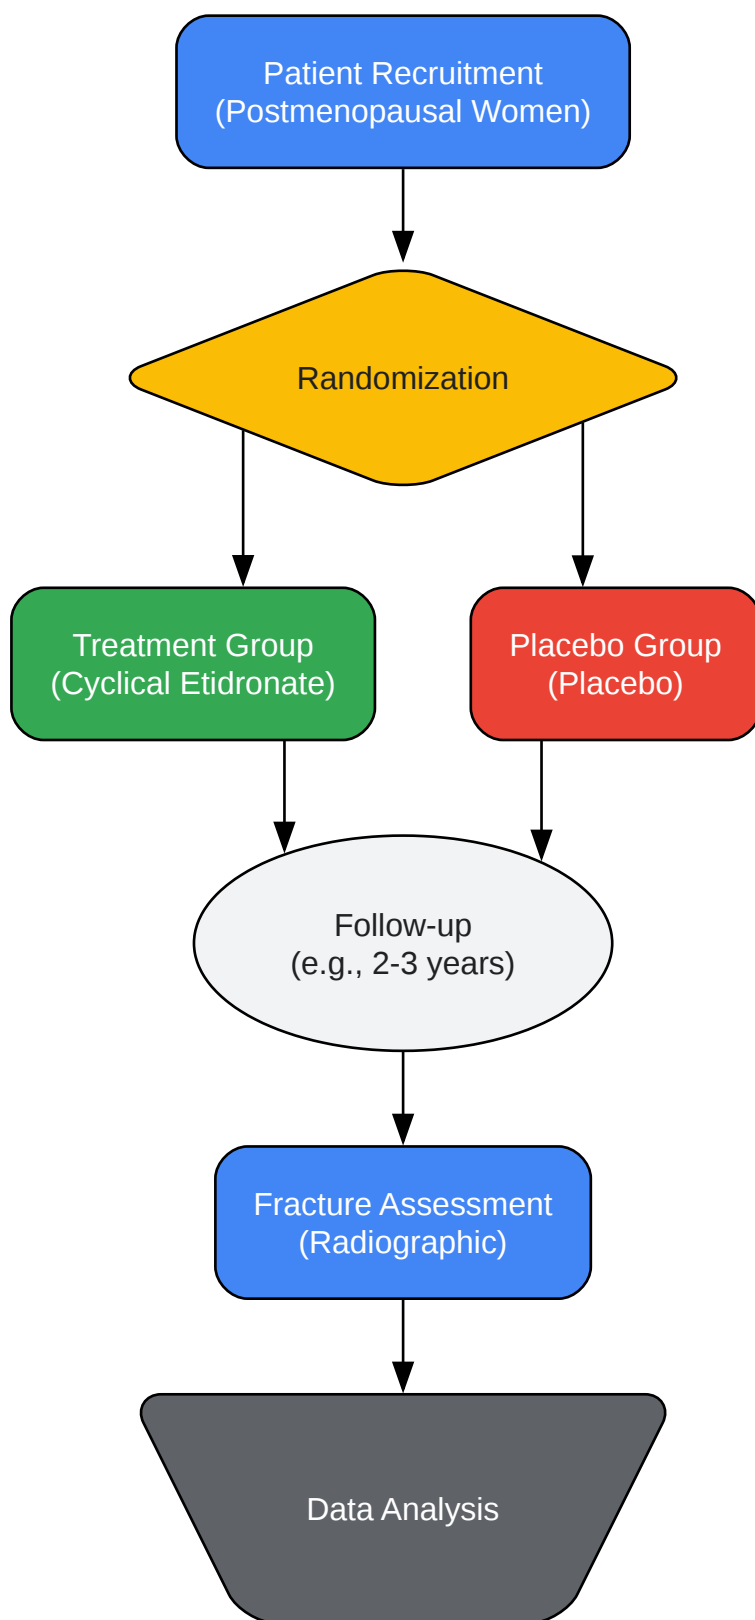 Patient Recruitment
(Postmenopausal Women)
Randomization
Treatment Group
(Cyclical Etidronate)
Placebo Group
(Placebo)
Follow-up
(e.g., 2-3 years)
Fracture Assessment
(Radiographic)
Data Analysis